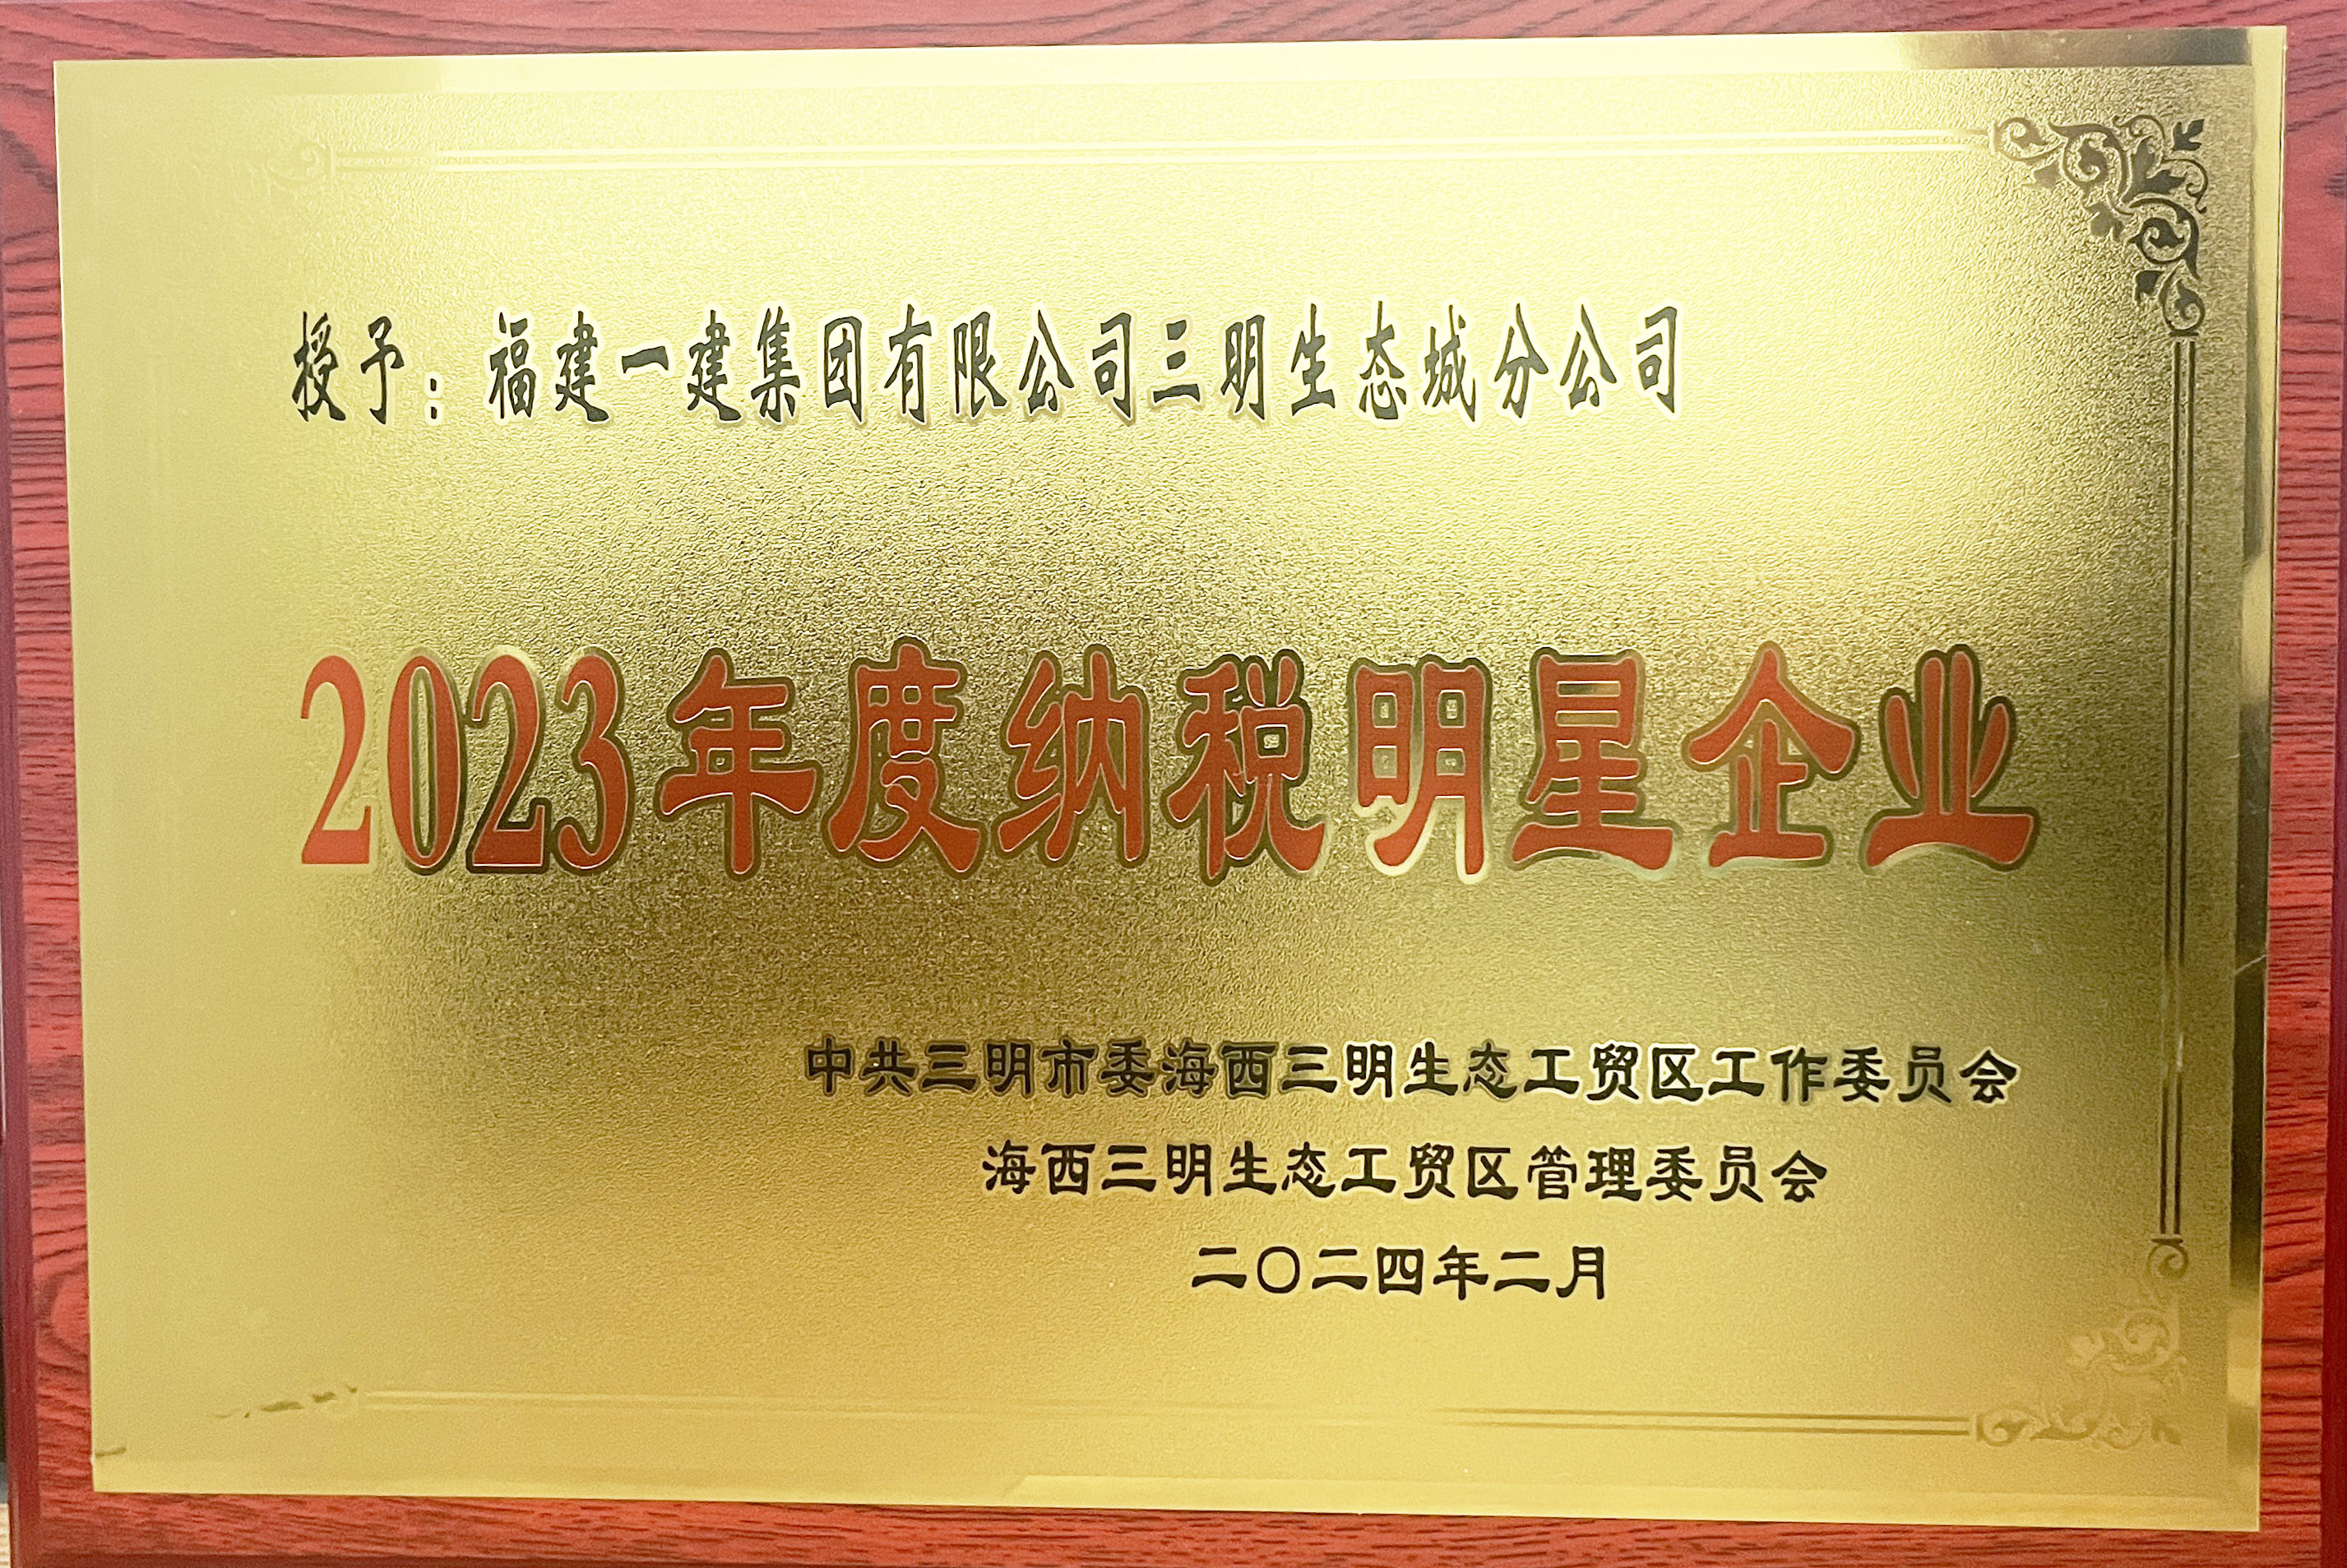 授予：福建一建集团有限公司三明生态城分公司
2023年度纳税明星企业
中共三明市委海西三明生态工贸区工作委员会
海西三明生态工贸区管理委员会
二〇二四年二月